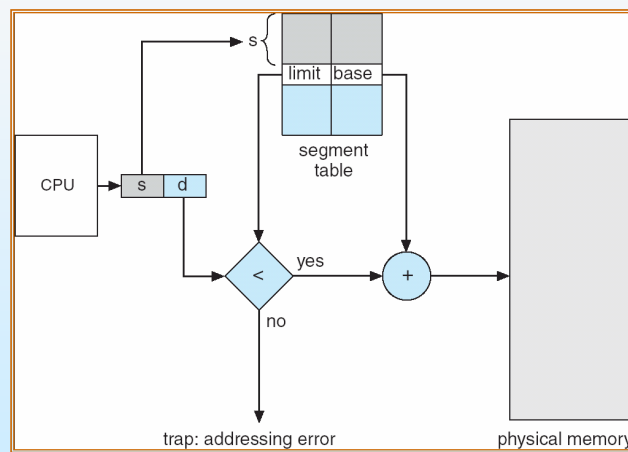 s
limit base
segment
table
CPU
s d
<
yes
+
no
trap: addressing error
physical memory